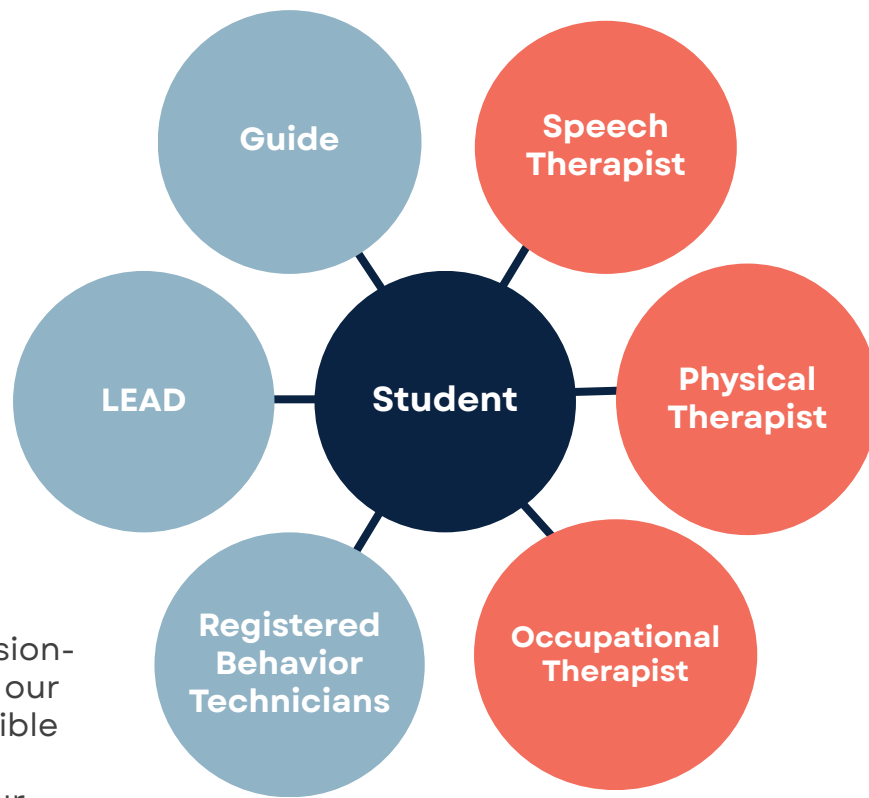 Guide
Speech
Therapist
LEAD
Student
Physical
Therapist
Registered
Behavior
Technicians
Occupational
Therapist
sion-
our
ible